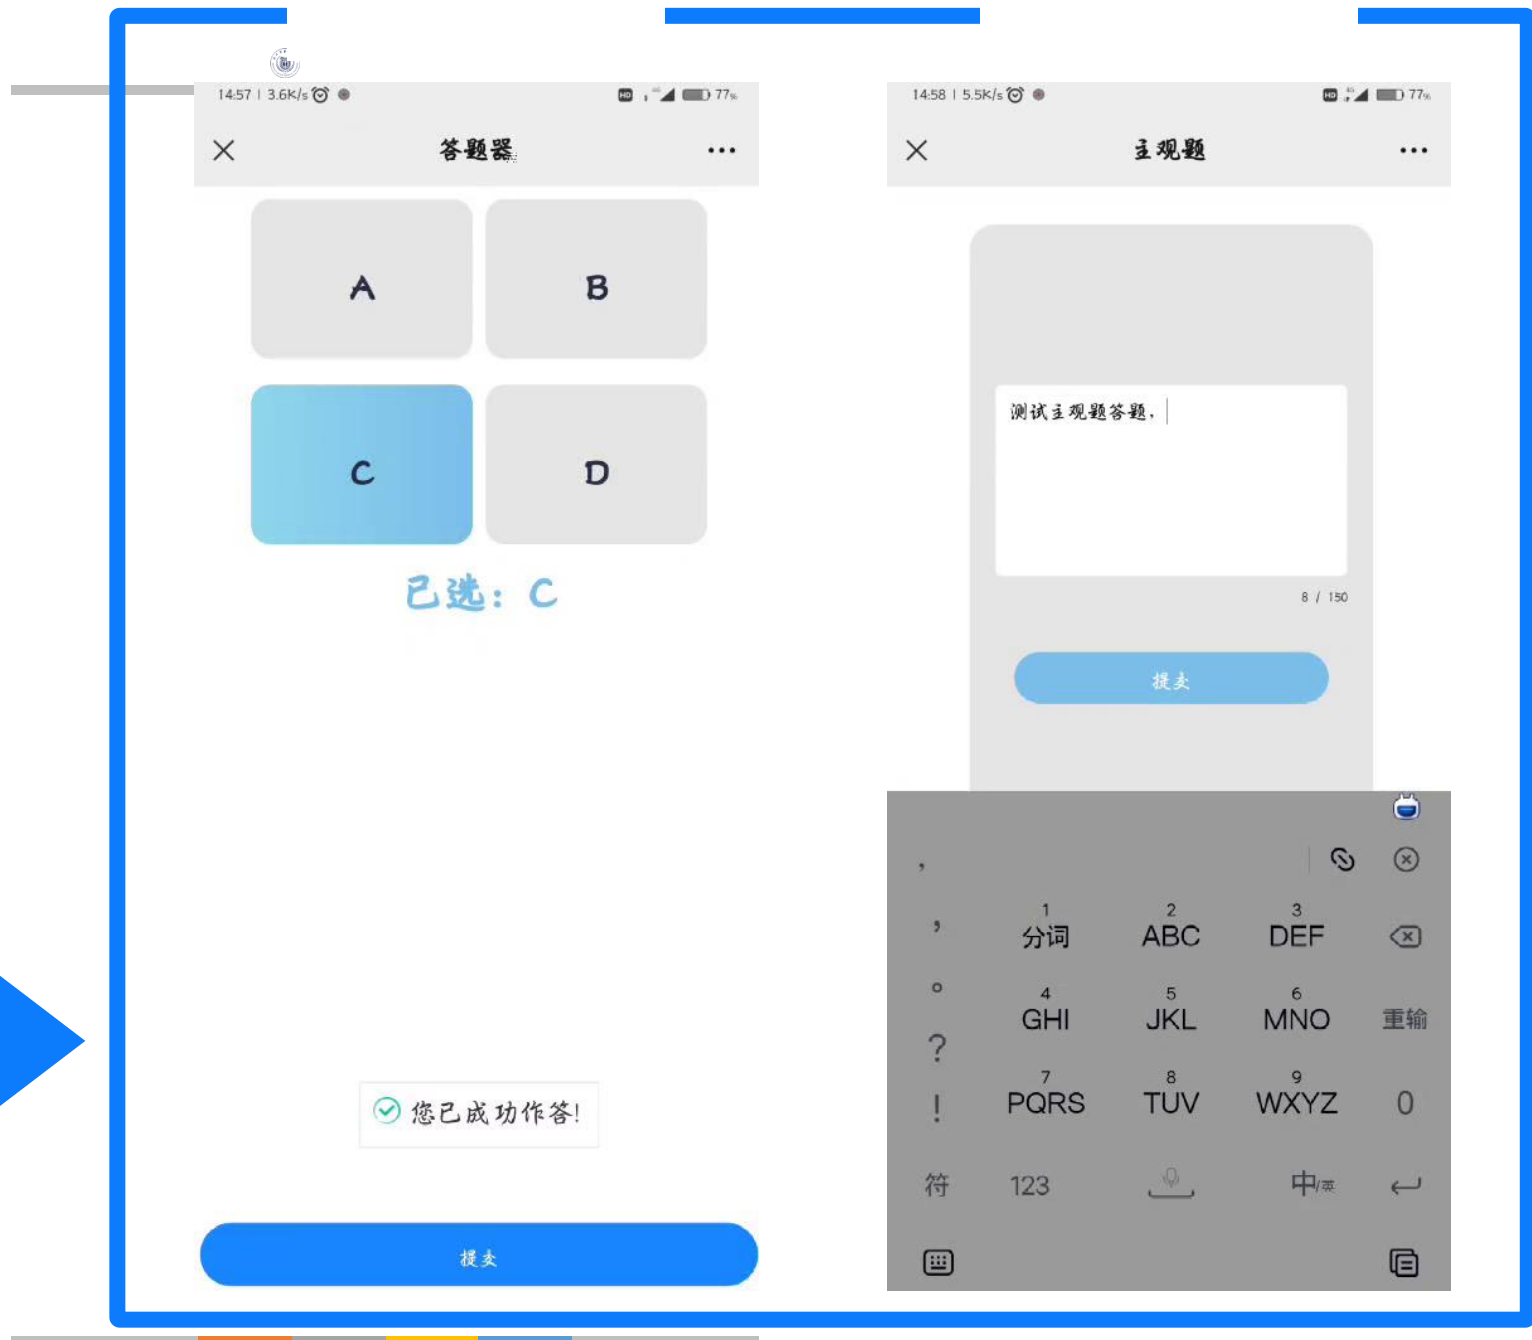 14:57 | 3.6K/s
HD
77%
答题器
A
B
C
D
已选：C
您已成功作答!
提交
14:58 | 5.5K/s
HD 4G
77%
主观题
测试主观题答题，
8 / 150
提交
，
， 1 2 3
分词 ABC DEF
。 4 5 6
GHI JKL MNO 重输
？
7 8 9
! PQRS TUV WXYZ 0
符 123 中/英